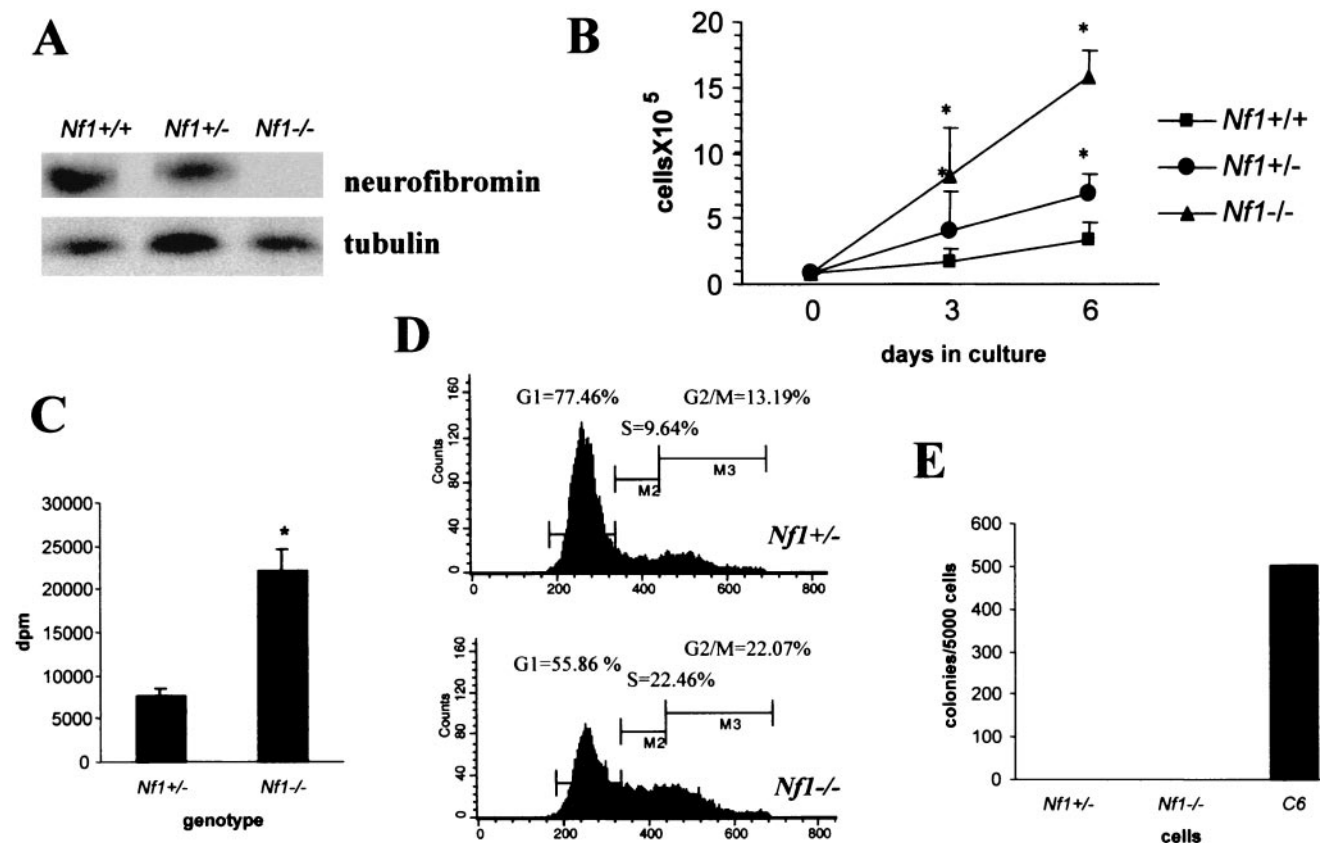 A
Nf1+/+ Nf1+/- Nf1-/-
neurofibromin
tubulin
B
cellsX10 5
20
15
10
5
0
* * * *
0 3 6
days in culture
Nf1+/+
Nf1+/-
Nf1-/-
C
dpm
30000
25000
20000
15000
10000
5000
0
*
Nf1+/- Nf1-/-
genotype
D
Counts
160
120
80
40
0
G1=77.46% G2/M=13.19%
S=9.64%
M2 M3
Nf1+/-
0 200 400 600 800
Counts
160
120
80
40
0
G1=55.86 % G2/M=22.07%
S=22.46%
M2 M3
Nf1-/-
0 200 400 600 800
E
colonies/5000 cells
600
500
400
300
200
100
0
Nf1+/- Nf1-/- C6
cells